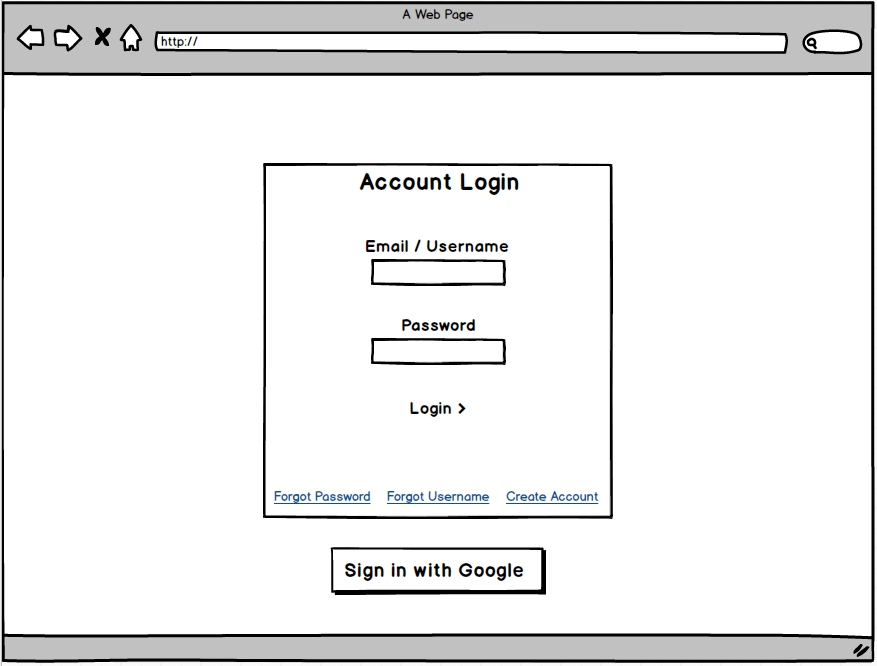 A Web Page
http://
Account Login
Email / Username
Password
Login >
Forgot Password Forgot Username Create Account
Sign in with Google